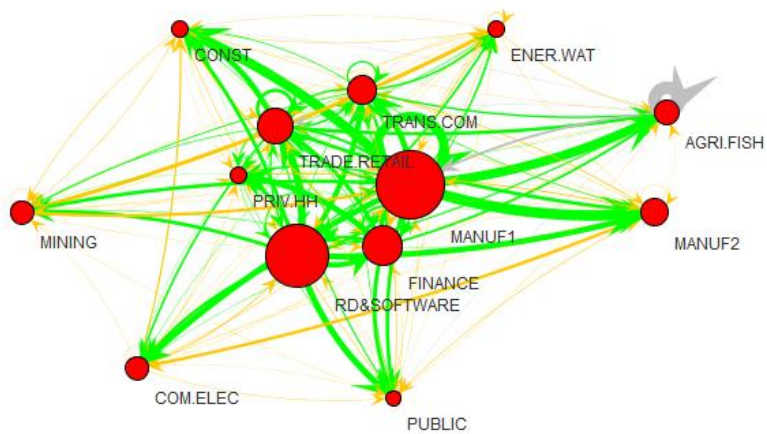 CONST
ENER.WAT
TRANS.COM
AGRI.FISH
TRADE.RETAIL
PRIV.HH
MINING
MANUF1
MANUF2
FINANCE
RD&SOFTWARE
COM.ELEC
PUBLIC